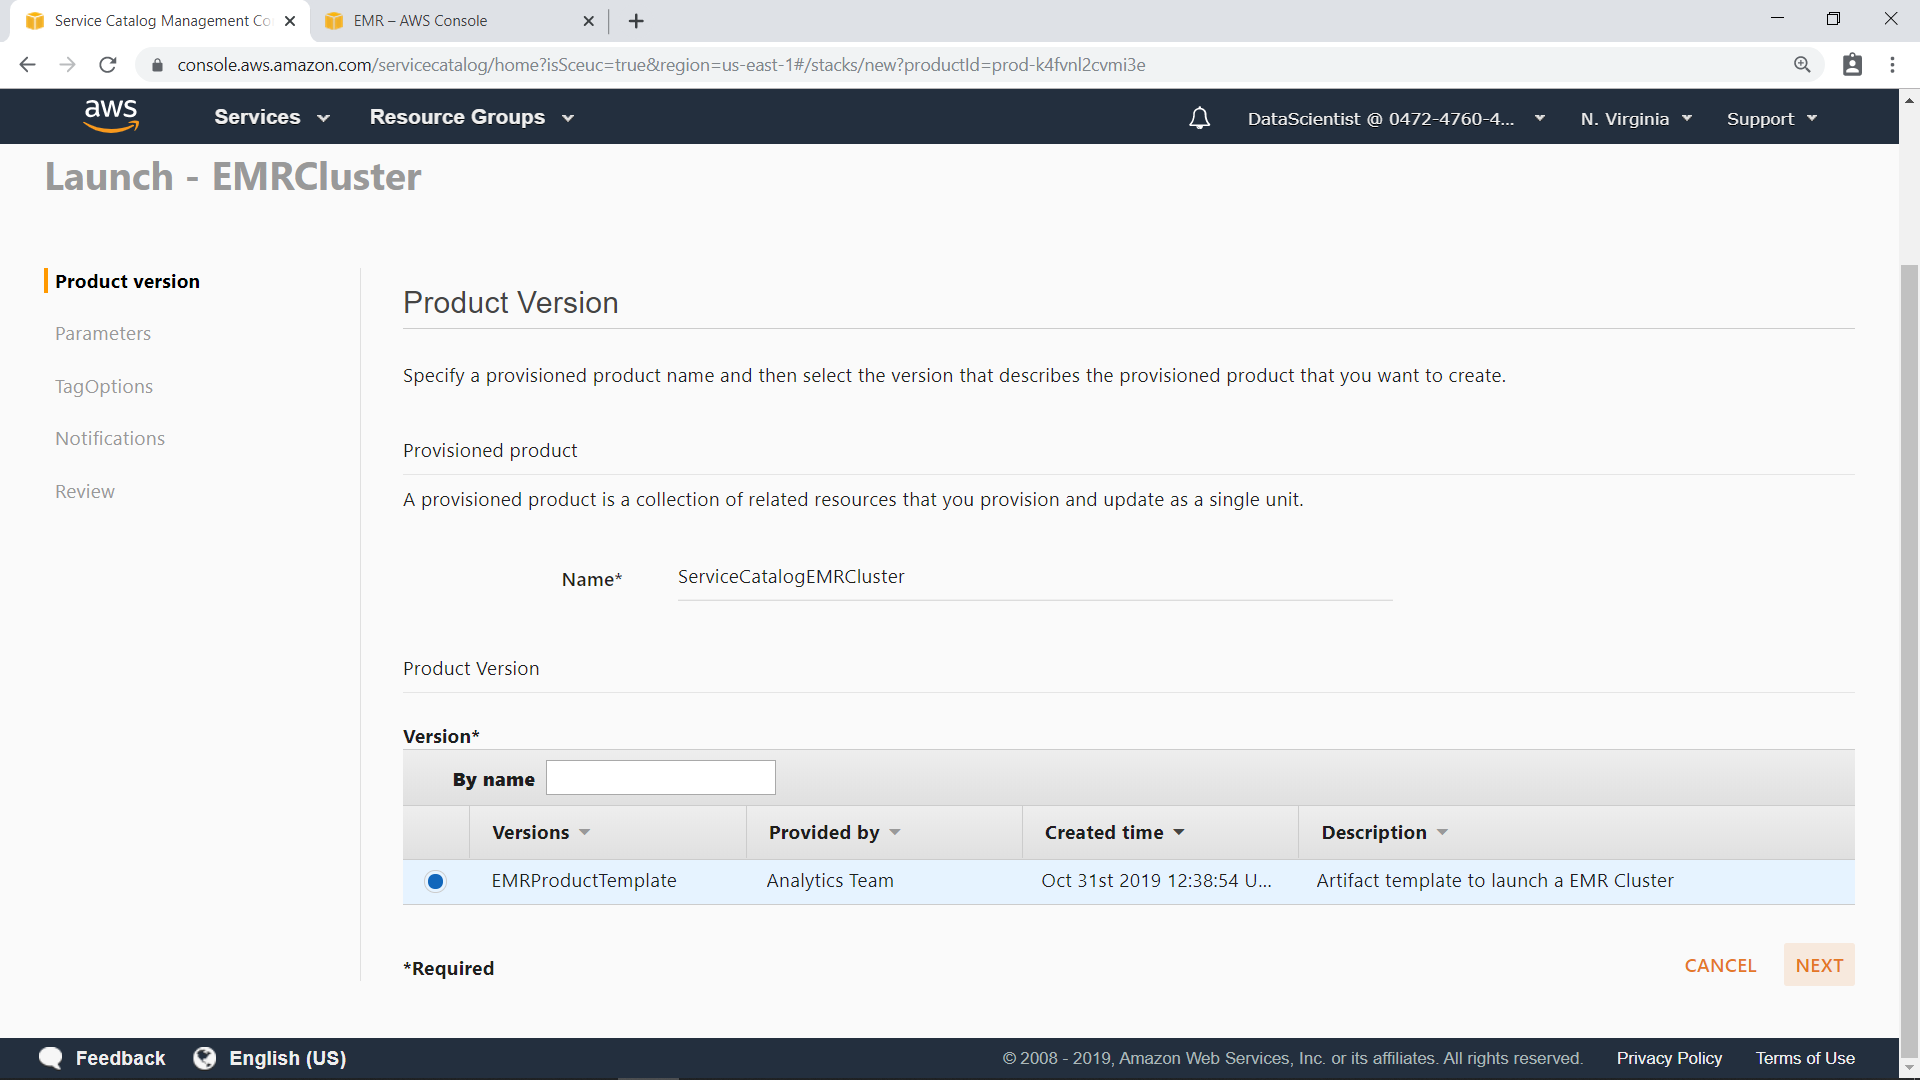 Service Catalog Management Co
EMR – AWS Console
console.aws.amazon.com/servicecatalog/home?isSceuc=true&region=us-east-1#/stacks/new?productId=prod-k4fvnl2cvmi3e
aws
Services
Resource Groups
DataScientist @ 0472-4760-4...
N. Virginia
Support
Launch - EMRCluster
Product version
Parameters
TagOptions
Notifications
Review
Product Version
Specify a provisioned product name and then select the version that describes the provisioned product that you want to create.
Provisioned product
A provisioned product is a collection of related resources that you provision and update as a single unit.
Name* ServiceCatalogEMRCluster
Product Version
Version*
By name
Versions Provided by Created time Description
EMRProductTemplate Analytics Team Oct 31st 2019 12:38:54 U... Artifact template to launch a EMR Cluster
*Required
CANCEL NEXT
Feedback English (US) © 2008 - 2019, Amazon Web Services, Inc. or its affiliates. All rights reserved. Privacy Policy Terms of Use